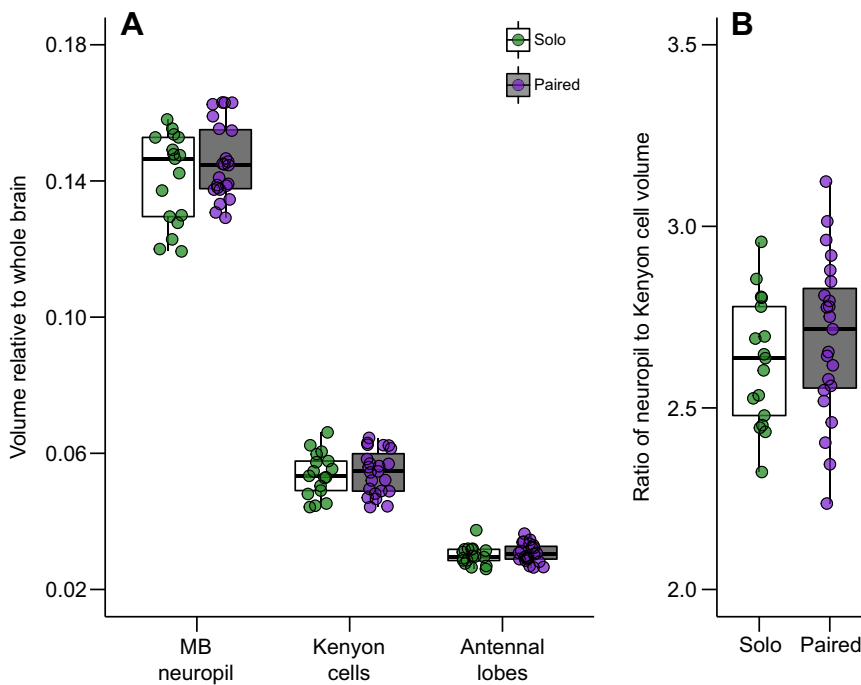 A
B
Solo
Paired
Volume relative to whole brain
0.18
0.14
0.10
0.06
0.02
MB
neuropil
Kenyon
cells
Antennal
lobes
Ratio of neuropil to Kenyon cell volume
3.5
3.0
2.5
2.0
Solo
Paired